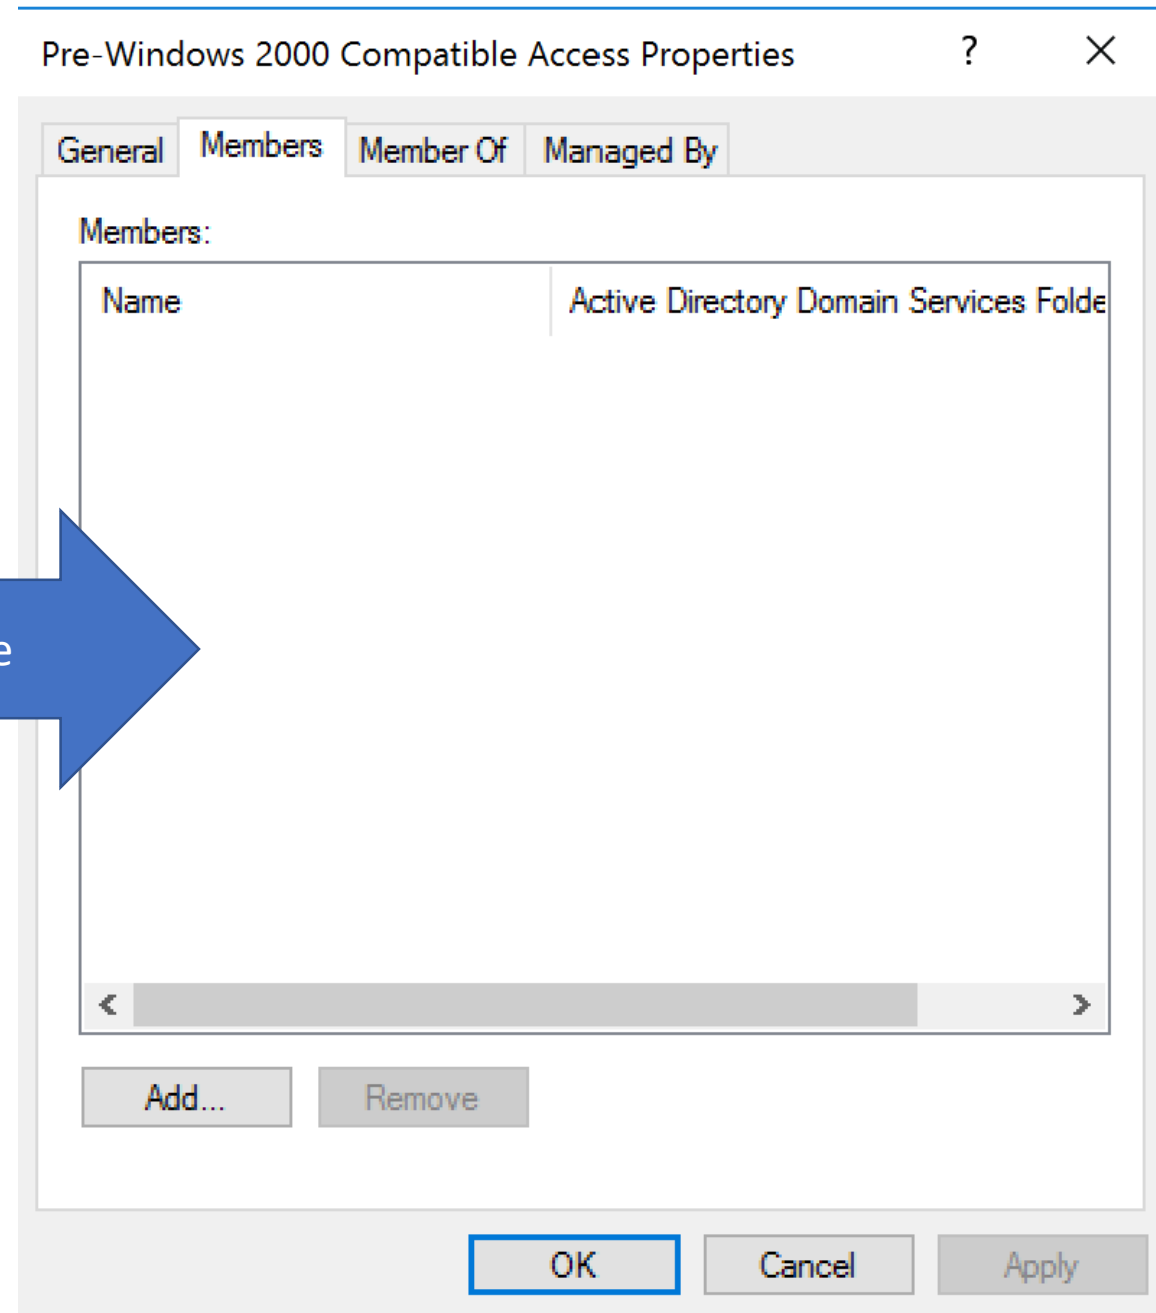 Pre-Windows 2000 Compatible Access Properties ? ×
General Members Member Of Managed By
Members:
Name Active Directory Domain Services Folde
e
Add... Remove
OK Cancel Apply